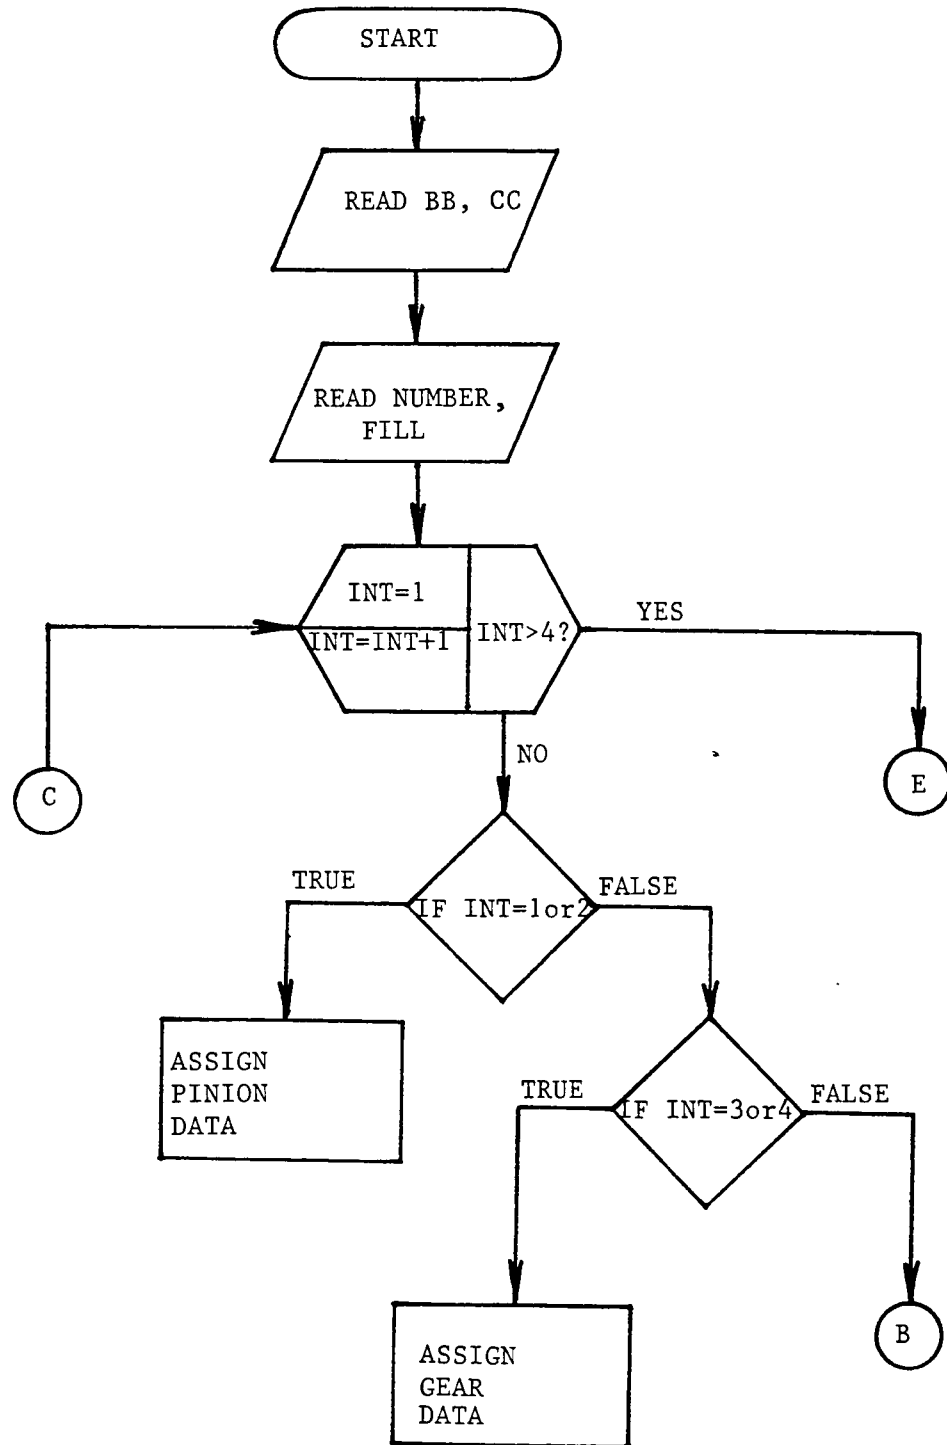 START
READ BB, CC
READ NUMBER,
FILL
INT=1
INT=INT+1
INT>4?
YES
C
NO
E
TRUE
IF INT=1or2
FALSE
ASSIGN
PINION
DATA
TRUE
IF INT=3or4
FALSE
B
ASSIGN
GEAR
DATA